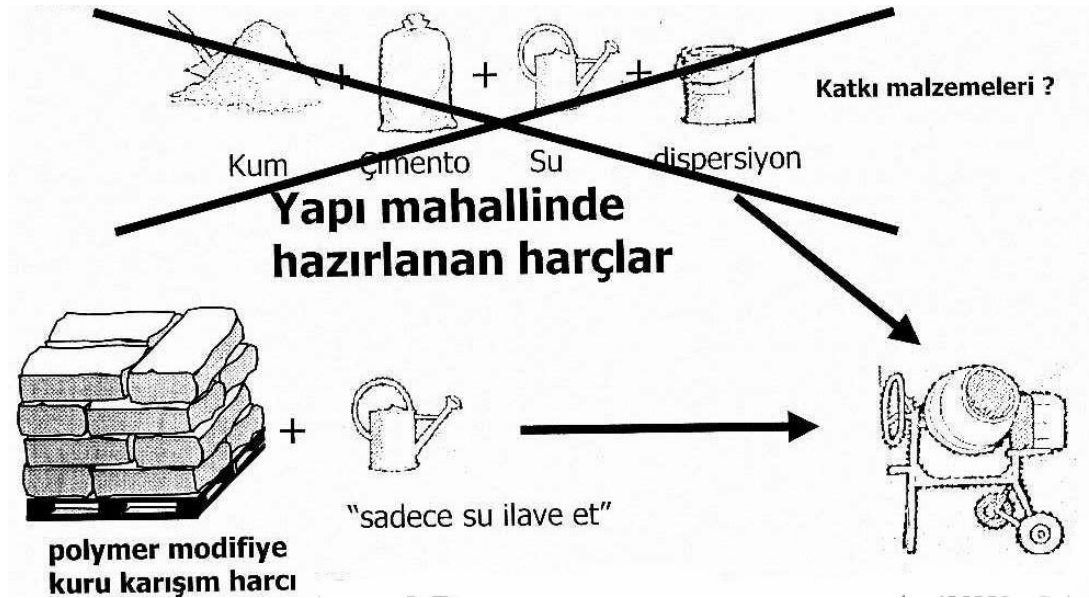 + + +
Katkı malzemeleri ?
Kum Çimento Su dispersiyon
Yapı mahallinde
hazırlanan harçlar
+
"sadece su ilave et"
polymer modifiye
kuru karışım harcı